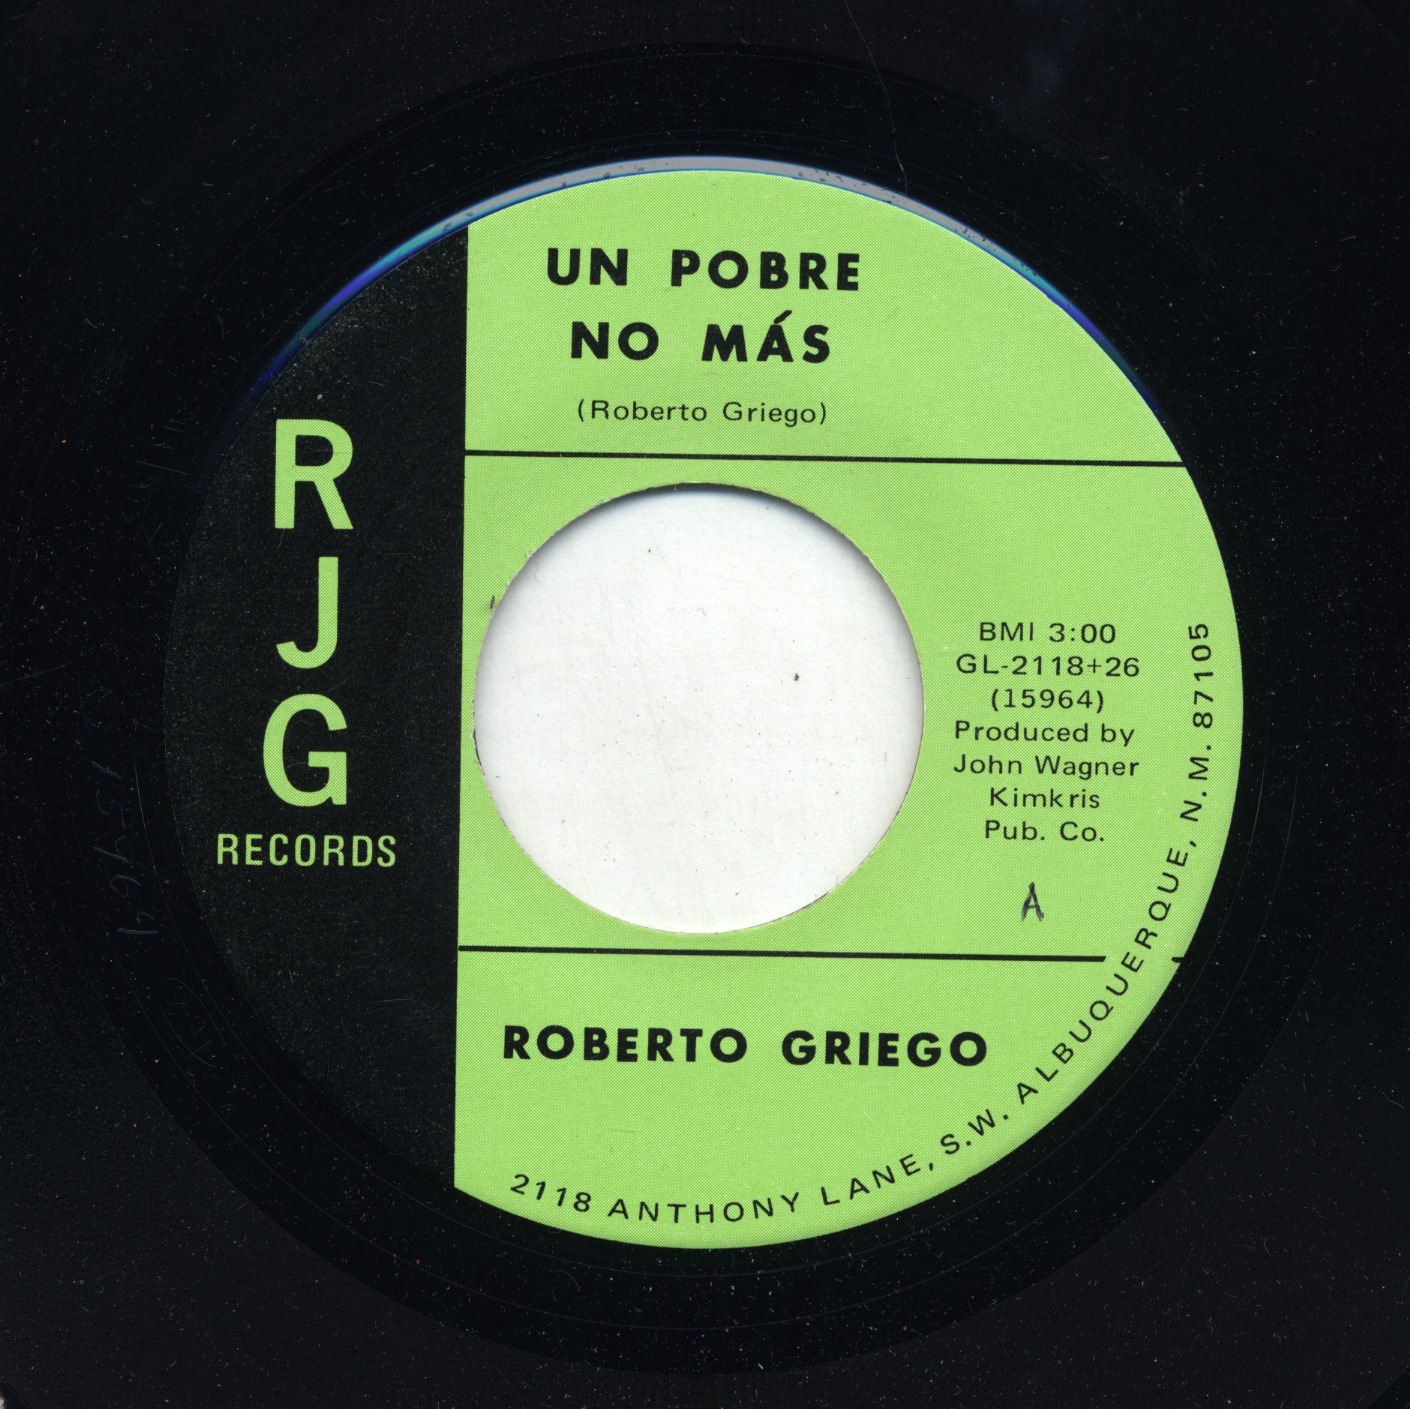 UN POBRE
NO MÁS
(Roberto Griego)
R
J
G
RECORDS
BMI 3:00
GL-2118+26
(15964)
Produced by
John Wagner
Kimkris
Pub. Co.
A
ROBERTO GRIEGO
2118 ANTHONY LANE, S.W. ALBUQUERQUE, N.M. 87105
15964